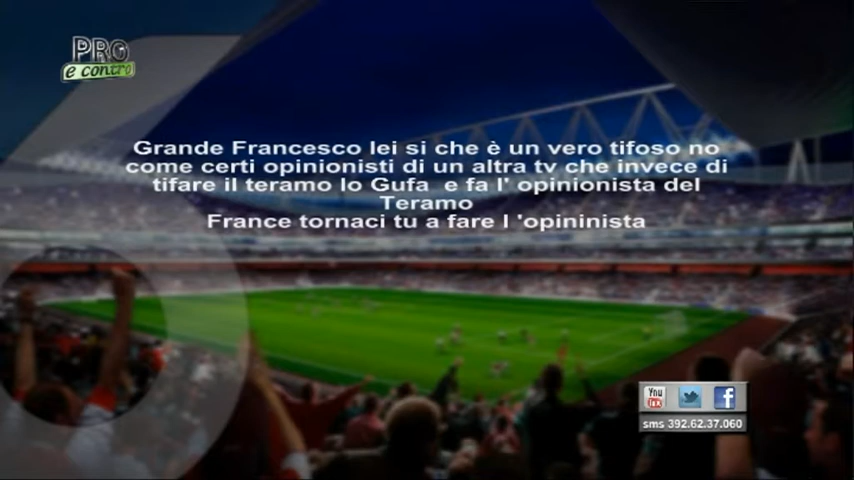 PRO
e contro
Grande Francesco lei si che è un vero tifoso no
come certi opinionisti di un altra tv che invece di
tifare il teramo lo Gufa e fa l' opinionista del
Teramo
France tornaci tu a fare l 'opininista
sms 392.62.37.060